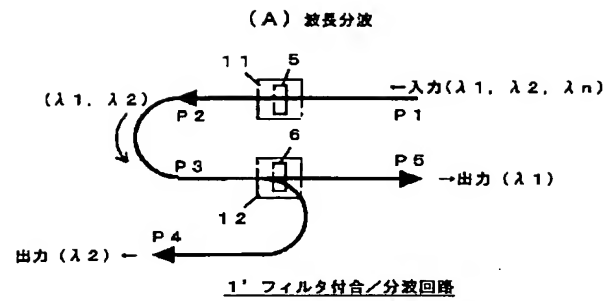 (A) 波長分波
11 5
←入力(λ1, λ2, λn)
(λ1, λ2)
P2 P1
6
P3 P5
→出力(λ1)
12
P4
出力(λ2)←
1' フィルタ付合/分波回路